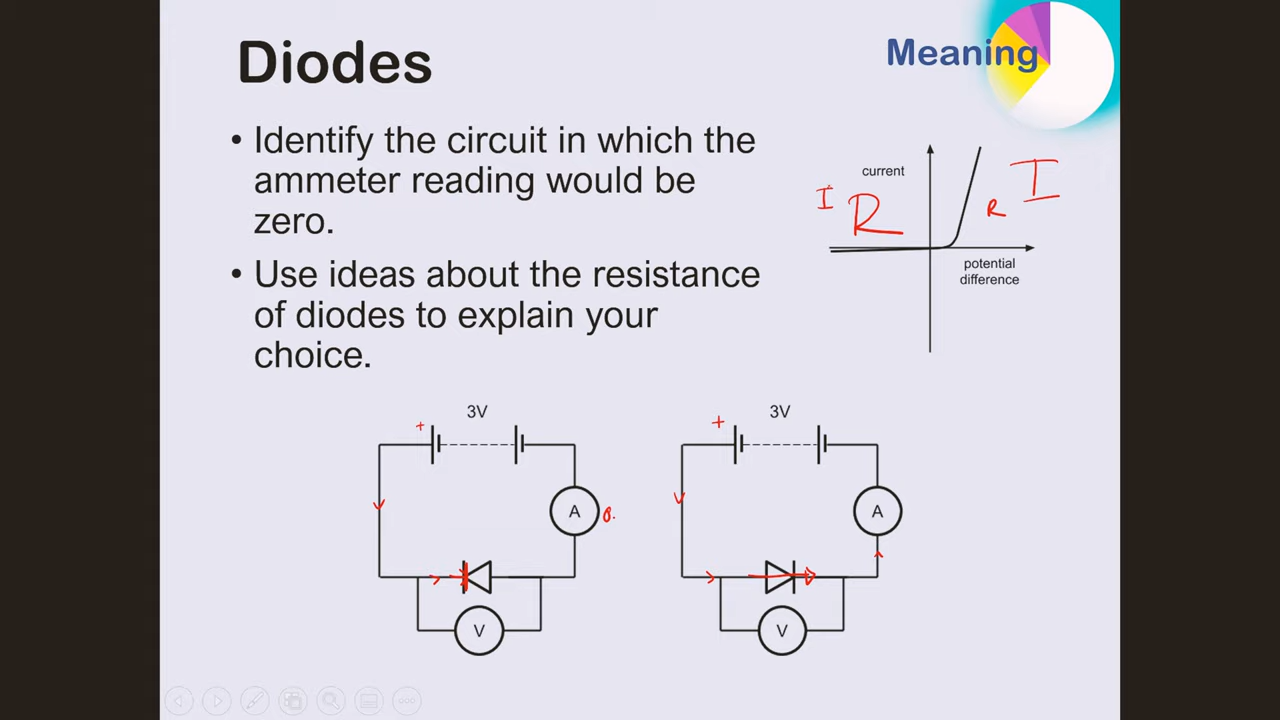 Diodes
Meaning
• Identify the circuit in which the
ammeter reading would be
zero.
• Use ideas about the resistance
of diodes to explain your
choice.
current
I R
R I
potential
difference
3V
+
A
0.
V
3V
+
A
V